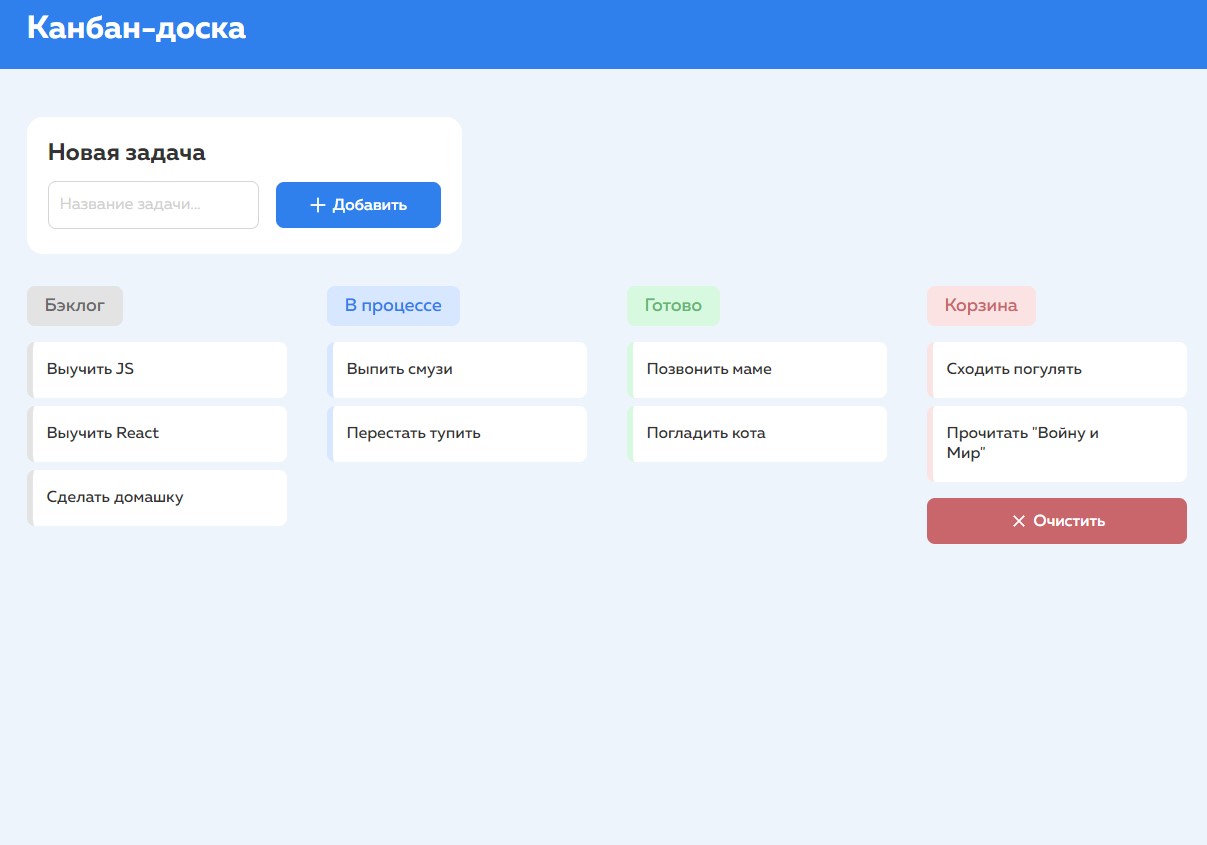 Канбан-доска
Новая задача
Название задачи...
Добавить
Бэклог
Выучить JS
Выучить React
Сделать домашку
В процессе
Выпить смузи
Перестать тупить
Готово
Позвонить маме
Погладить кота
Корзина
Сходить погулять
Прочитать "Войну и
Мир"
Очистить